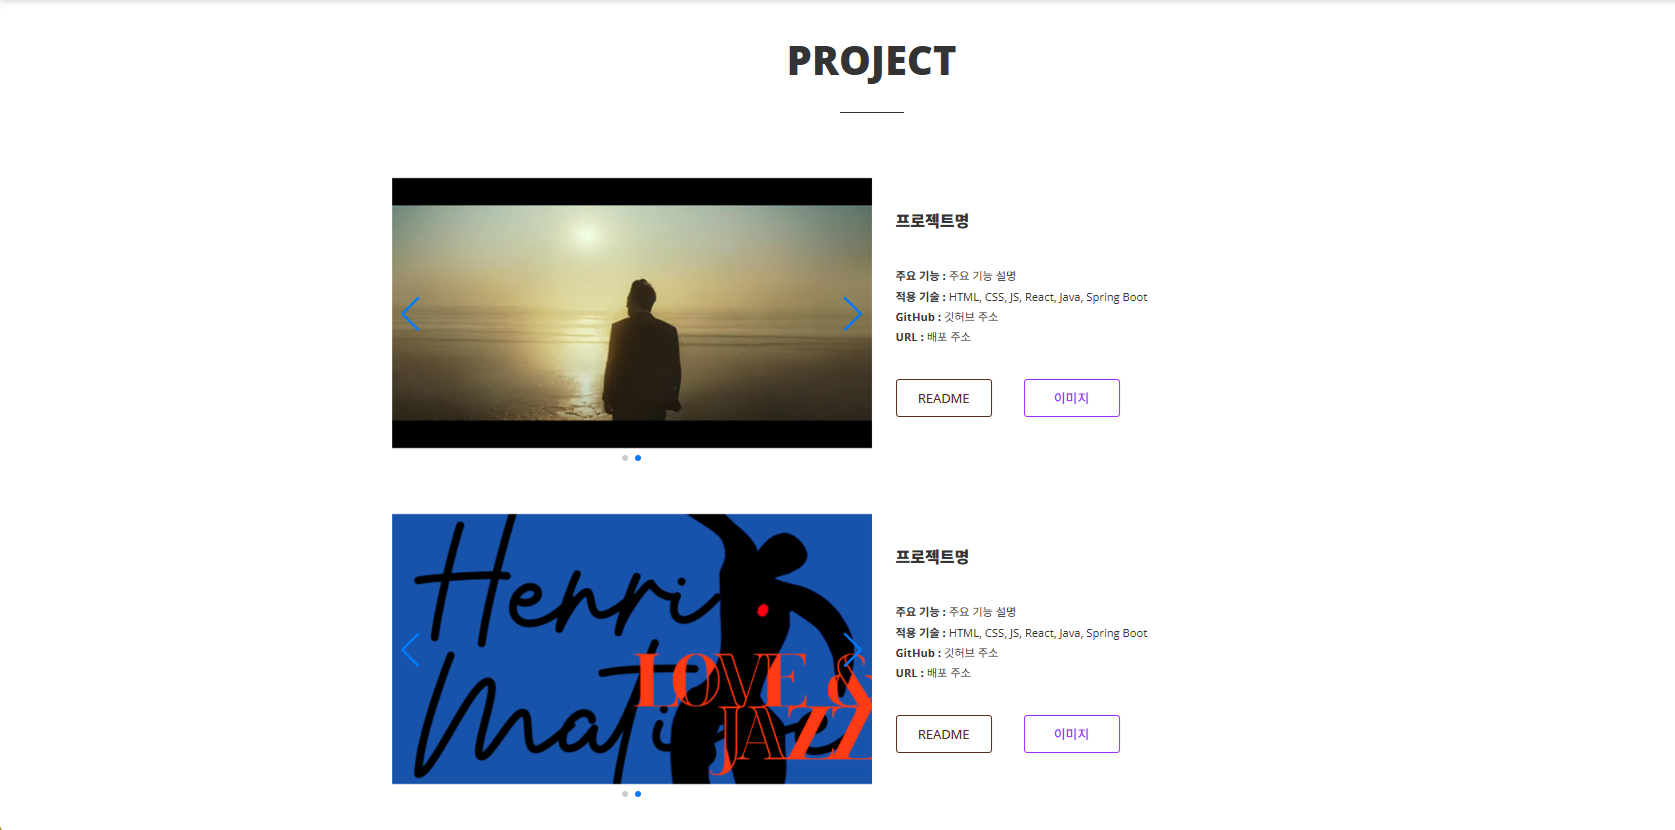 PROJECT
프로젝트명
주요 기능 : 주요 기능 설명
적용 기술 : HTML, CSS, JS, React, Java, Spring Boot
GitHub : 깃허브 주소
URL : 배포 주소
README
이미지
Henri
Matisse
LOVE &
JAZZ
프로젝트명
주요 기능 : 주요 기능 설명
적용 기술 : HTML, CSS, JS, React, Java, Spring Boot
GitHub : 깃허브 주소
URL : 배포 주소
README
이미지